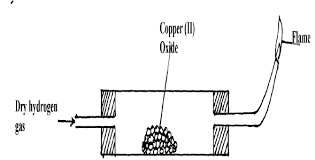 Copper (II)
Oxide
Flame
Dry hydrogen
gas